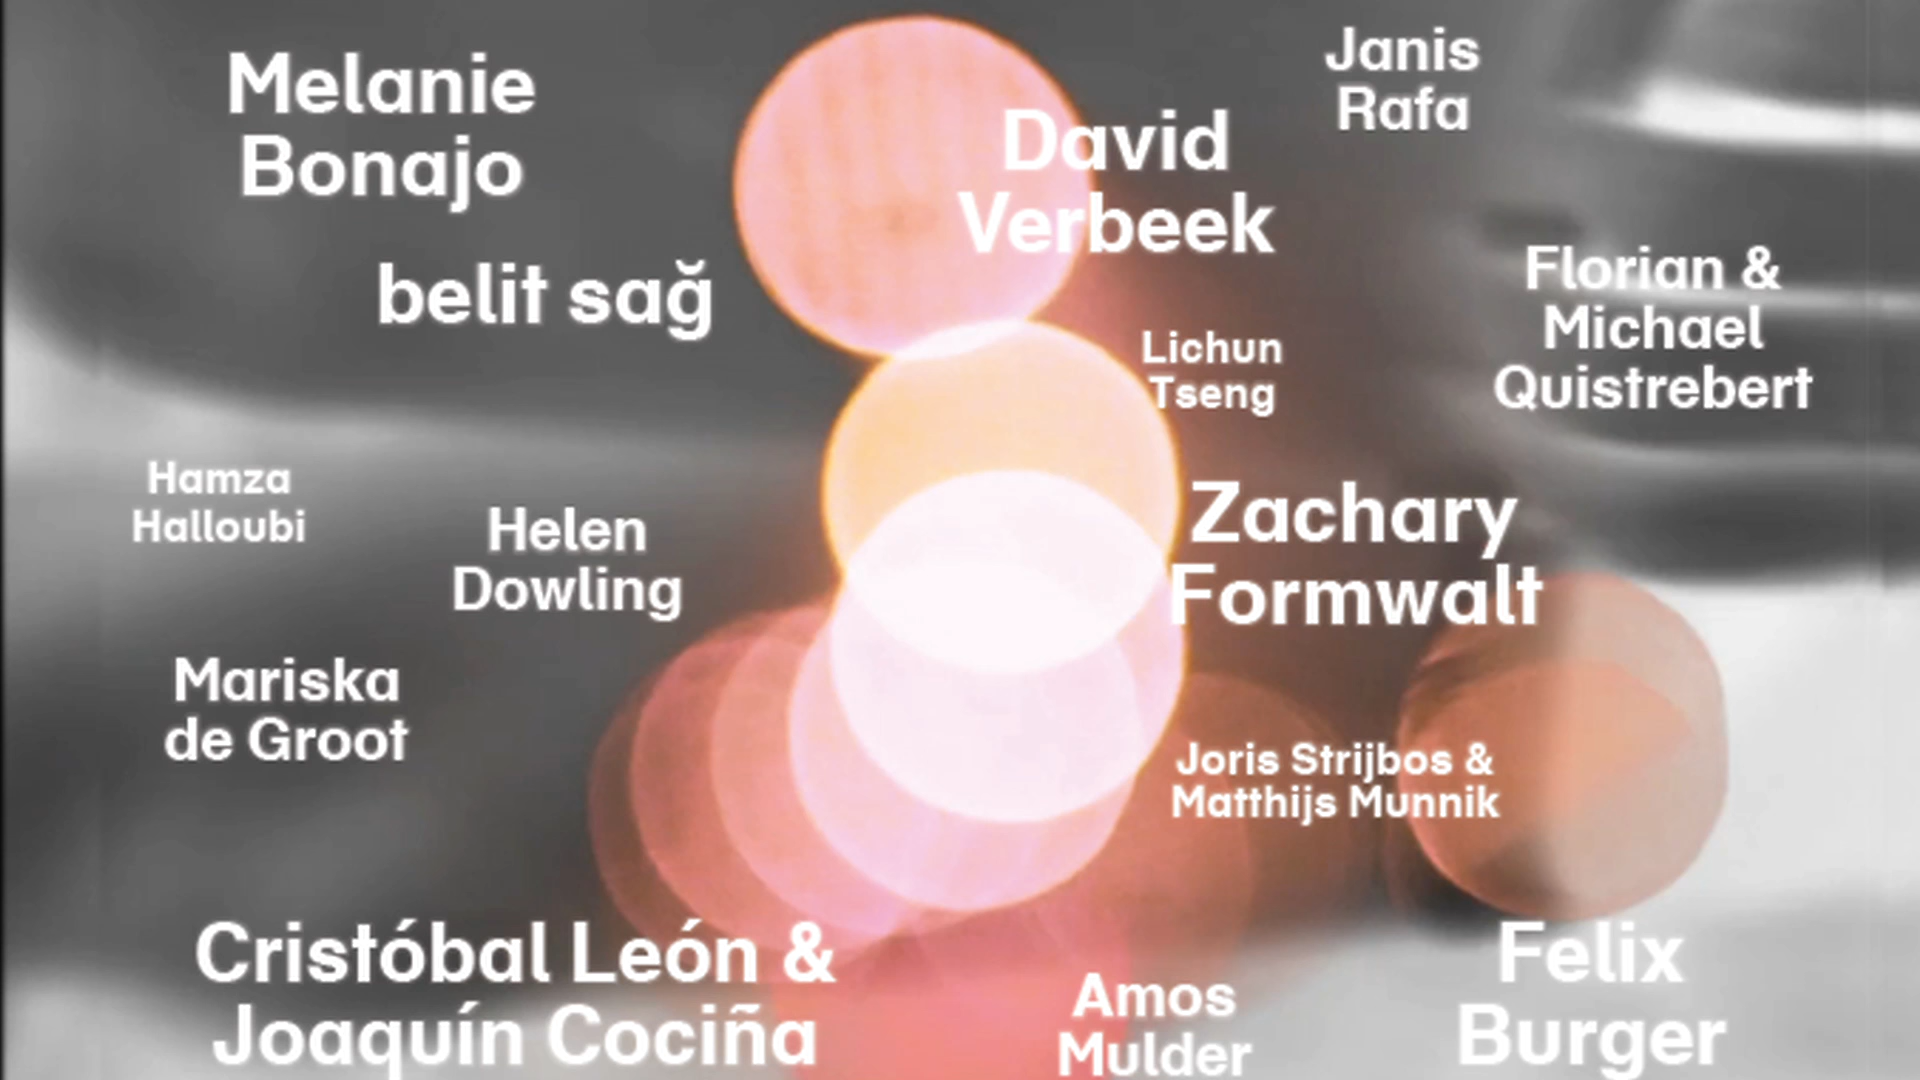 Melanie
Bonajo
David
Verbeek
Janis
Rafa
belit sağ
Florian &
Michael
Quistrebert
Lichun
Tseng
Hamza
Halloubi
Helen
Dowling
Zachary
Formwalt
Mariska
de Groot
Joris Strijbos &
Matthijs Munnik
Cristóbal León &
Joaquín Cociña
Amos
Mulder
Felix
Burger